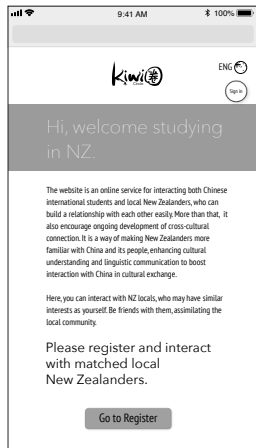 9:41 AM
100%
kiwi
ENG
Sign in
Hi, welcome studying
in NZ.
The website is an online service for interacting both Chinese
international students and local New Zealanders, who can
build a relationship with each other easily. More than that, it
also encourage ongoing development of cross-cultural
connection. It is a way of making New Zealanders more
familiar with China and its people, enhancing cultural
understanding and linguistic communication to boost
interaction with China in cultural exchange.
Here, you can interact with NZ locals, who may have similar
interests as yourself. Be friends with them, assimilating the
local community.
Please register and interact
with matched local
New Zealanders.
Go to Register